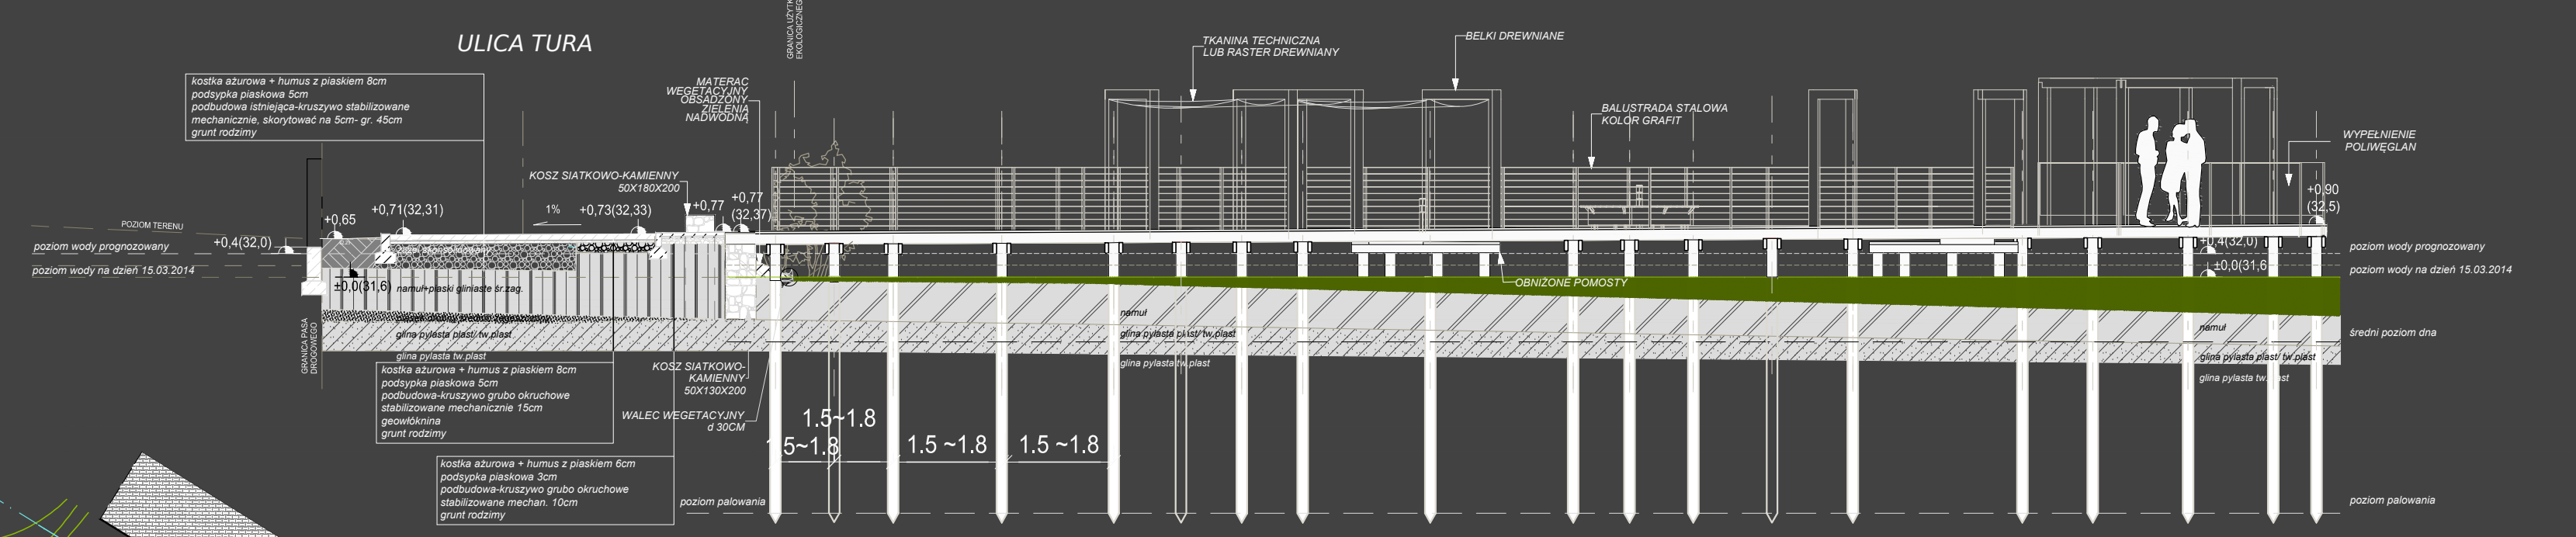 ULICA TURA
GRANICA UŻYTK
EKOLOGICZNEG
kostka ażurowa + humus z piaskiem 8cm
podsypka piaskowa 5cm
podbudowa istniejąca-kruszywo stabilizowane
mechanicznie, skorytować na 5cm- gr. 45cm
grunt rodzimy
MATERAC
WEGETACYJNY
OBSADZONY
ZIELENIĄ
NADWODNĄ
TKANINA TECHNICZNA
LUB RASTER DREWNIANY
BELKI DREWNIANE
BALUSTRADA STALOWA
KOLOR GRAFIT
WYPEŁNIENIE
POLIWĘGLAN
KOSZ SIATKOWO-KAMIENNY
50X180X200
POZIOM TERENU
+0,65
+0,71(32,31)
1%
+0,73(32,33)
+0,77
+0,77
(32,37)
+0,90
(32,5)
poziom wody prognozowany
+0,4(32,0)
poziom wody na dzień 15.03.2014
±0,0(31,6)
namuł+piaski gliniaste śr.zag.
glina pylasta plast/ tw.plast
glina pylasta tw.plast
GRANICA PASA
DROGOWEGO
+0,4(32,0)
±0,0(31,6
poziom wody prognozowany
poziom wody na dzień 15.03.2014
OBNIŻONE POMOSTY
namuł
glina pylasta plast/ tw.plast
glina pylasta tw.plast
namuł
glina pylasta plast/ tw.plast
glina pylasta tw.plast
średni poziom dna
kostka ażurowa + humus z piaskiem 8cm
podsypka piaskowa 5cm
podbudowa-kruszywo grubo okruchowe
stabilizowane mechanicznie 15cm
geowłóknina
grunt rodzimy
KOSZ SIATKOWO-
KAMIENNY
50X130X200
WALEC WEGETACYJNY
d 30CM
1.5~1.8
.5~1.8
1.5 ~1.8
1.5 ~1.8
kostka ażurowa + humus z piaskiem 6cm
podsypka piaskowa 3cm
podbudowa-kruszywo grubo okruchowe
stabilizowane mechan. 10cm
grunt rodzimy
poziom palowania
poziom palowania